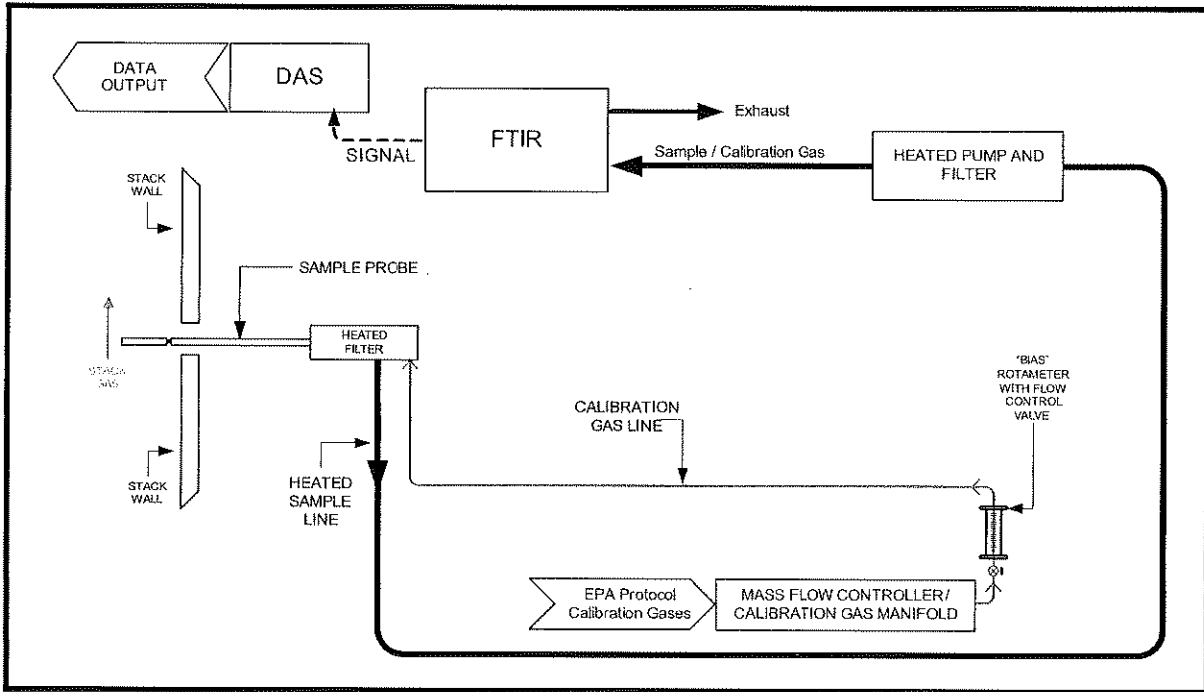 DATA
OUTPUT
DAS
FTIR
Exhaust
SIGNAL
Sample / Calibration Gas
HEATED PUMP AND
FILTER
STACK
WALL
SAMPLE PROBE
HEATED
FILTER
STACK
GAS
"BIAS"
ROTAMETER
WITH FLOW
CONTROL
VALVE
CALIBRATION
GAS LINE
STACK
WALL
HEATED
SAMPLE
LINE
EPA Protocol
Calibration Gases
MASS FLOW CONTROLLER/
CALIBRATION GAS MANIFOLD